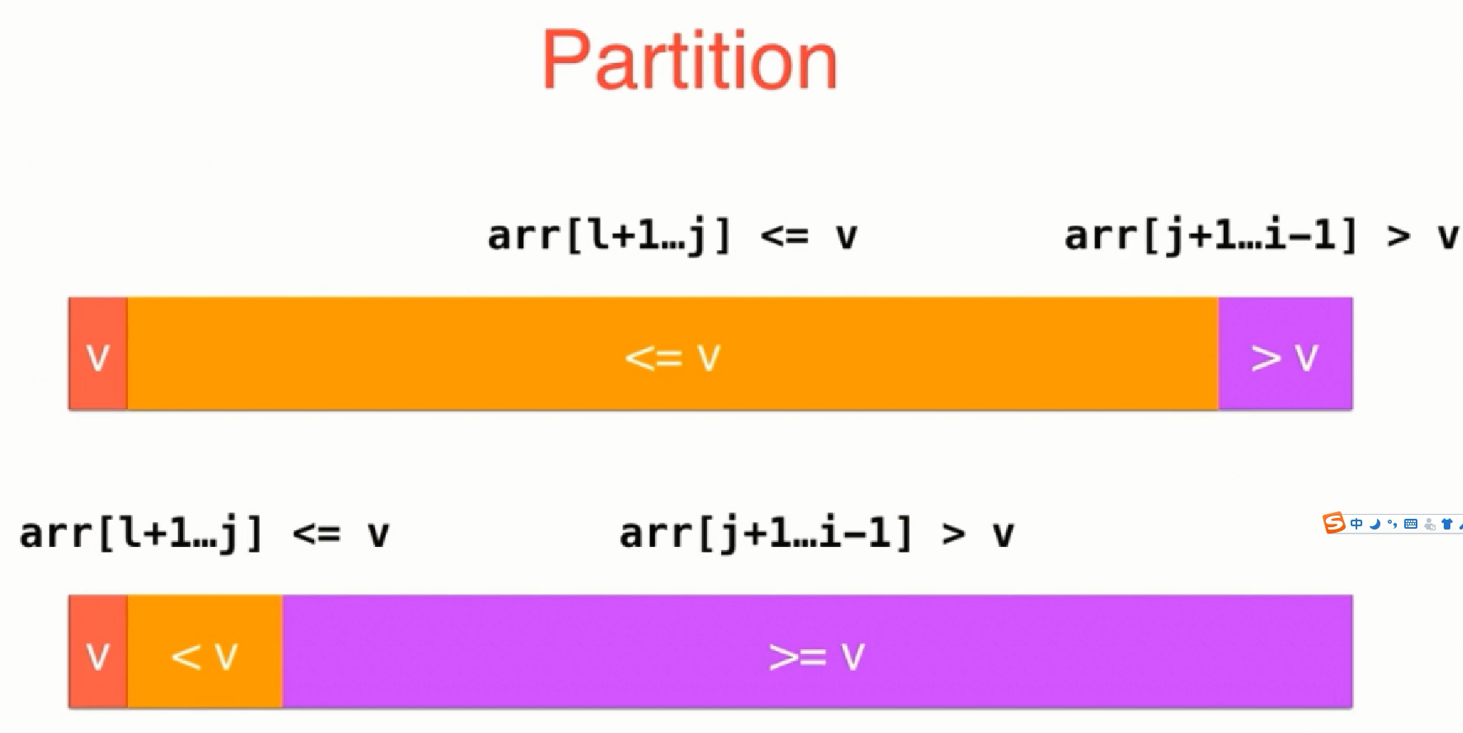 Partition
arr[l+1…j] <= v arr[j+1…i-1] > v
v <= v > v
arr[l+1…j] <= v arr[j+1…i-1] > v
S 中
v < v >= v